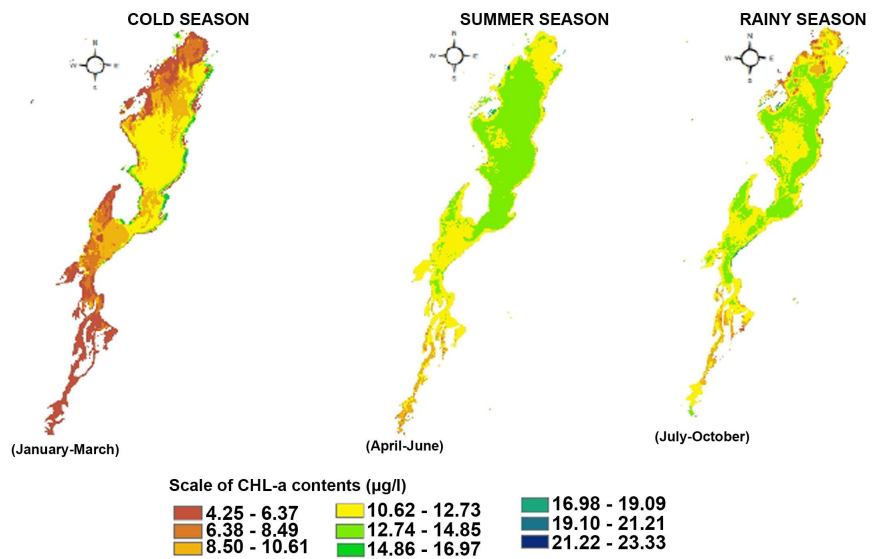 COLD SEASON
SUMMER SEASON
RAINY SEASON
N
W E
S
N
W E
S
N
W E
S
(January-March)
(April-June)
(July-October)
Scale of CHL-a contents (µg/l)
4.25 - 6.37
6.38 - 8.49
8.50 - 10.61
10.62 - 12.73
12.74 - 14.85
14.86 - 16.97
16.98 - 19.09
19.10 - 21.21
21.22 - 23.33